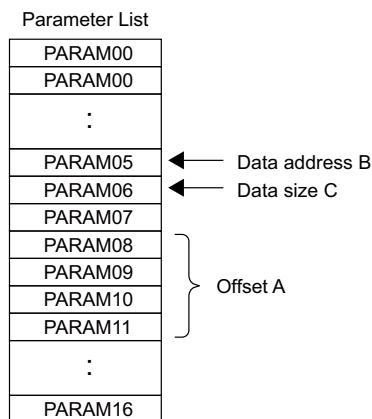 Parameter List
PARAM00
PARAM00
:
PARAM05 Data address B
PARAM06 Data size C
PARAM07
PARAM08
PARAM09
PARAM10
Offset A
PARAM11
:
PARAM16